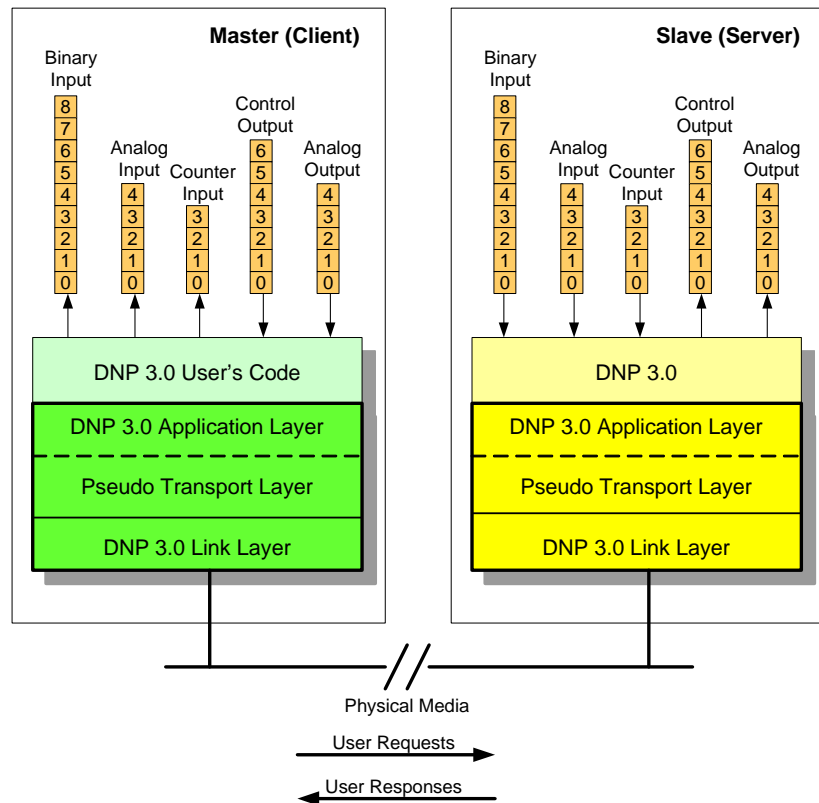 Master (Client)
Binary
Input
8
7
6
5
4
3
2
1
0
Analog
Input
4
3
2
1
0
Counter
Input
3
2
1
0
Control
Output
6
5
4
3
2
1
0
Analog
Output
4
3
2
1
0
DNP 3.0 User's Code
DNP 3.0 Application Layer
Pseudo Transport Layer
DNP 3.0 Link Layer
Slave (Server)
Binary
Input
8
7
6
5
4
3
2
1
0
Analog
Input
4
3
2
1
0
Counter
Input
3
2
1
0
Control
Output
6
5
4
3
2
1
0
Analog
Output
4
3
2
1
0
DNP 3.0
DNP 3.0 Application Layer
Pseudo Transport Layer
DNP 3.0 Link Layer
Physical Media
User Requests
User Responses